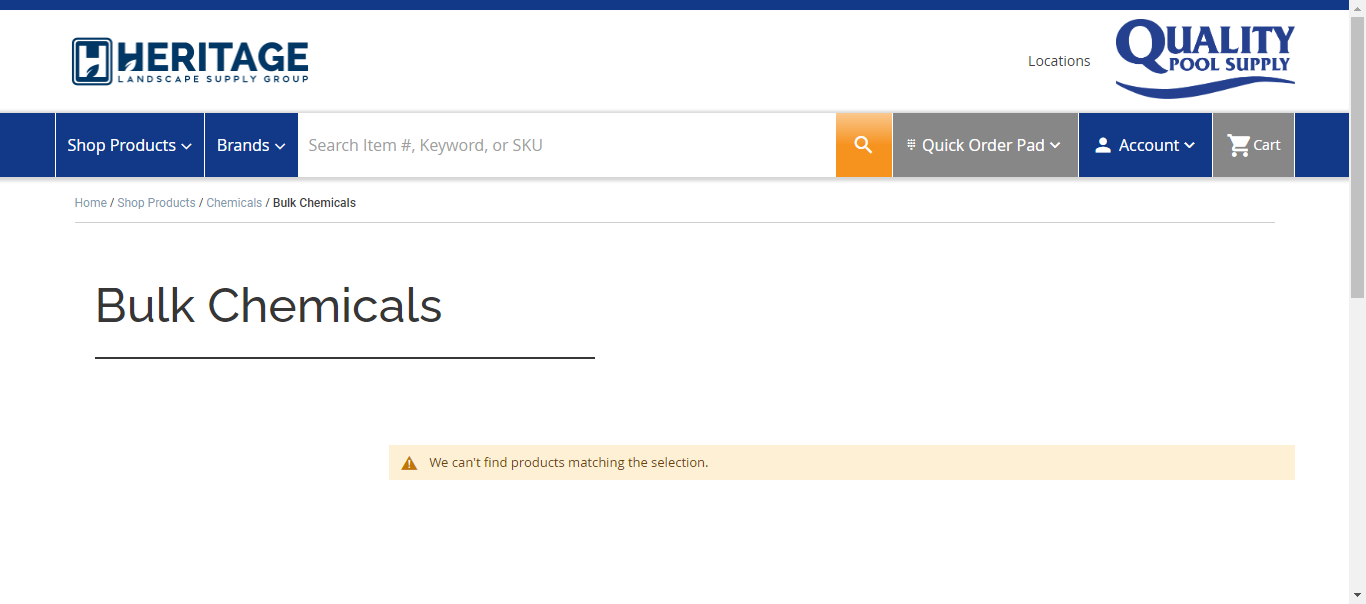 HERITAGE
LANDSCAPE SUPPLY GROUP
Locations
QUALITY
POOL SUPPLY
Shop Products
Brands
Search Item #, Keyword, or SKU
Quick Order Pad
Account
Cart
Home / Shop Products / Chemicals / Bulk Chemicals
Bulk Chemicals
We can't find products matching the selection.